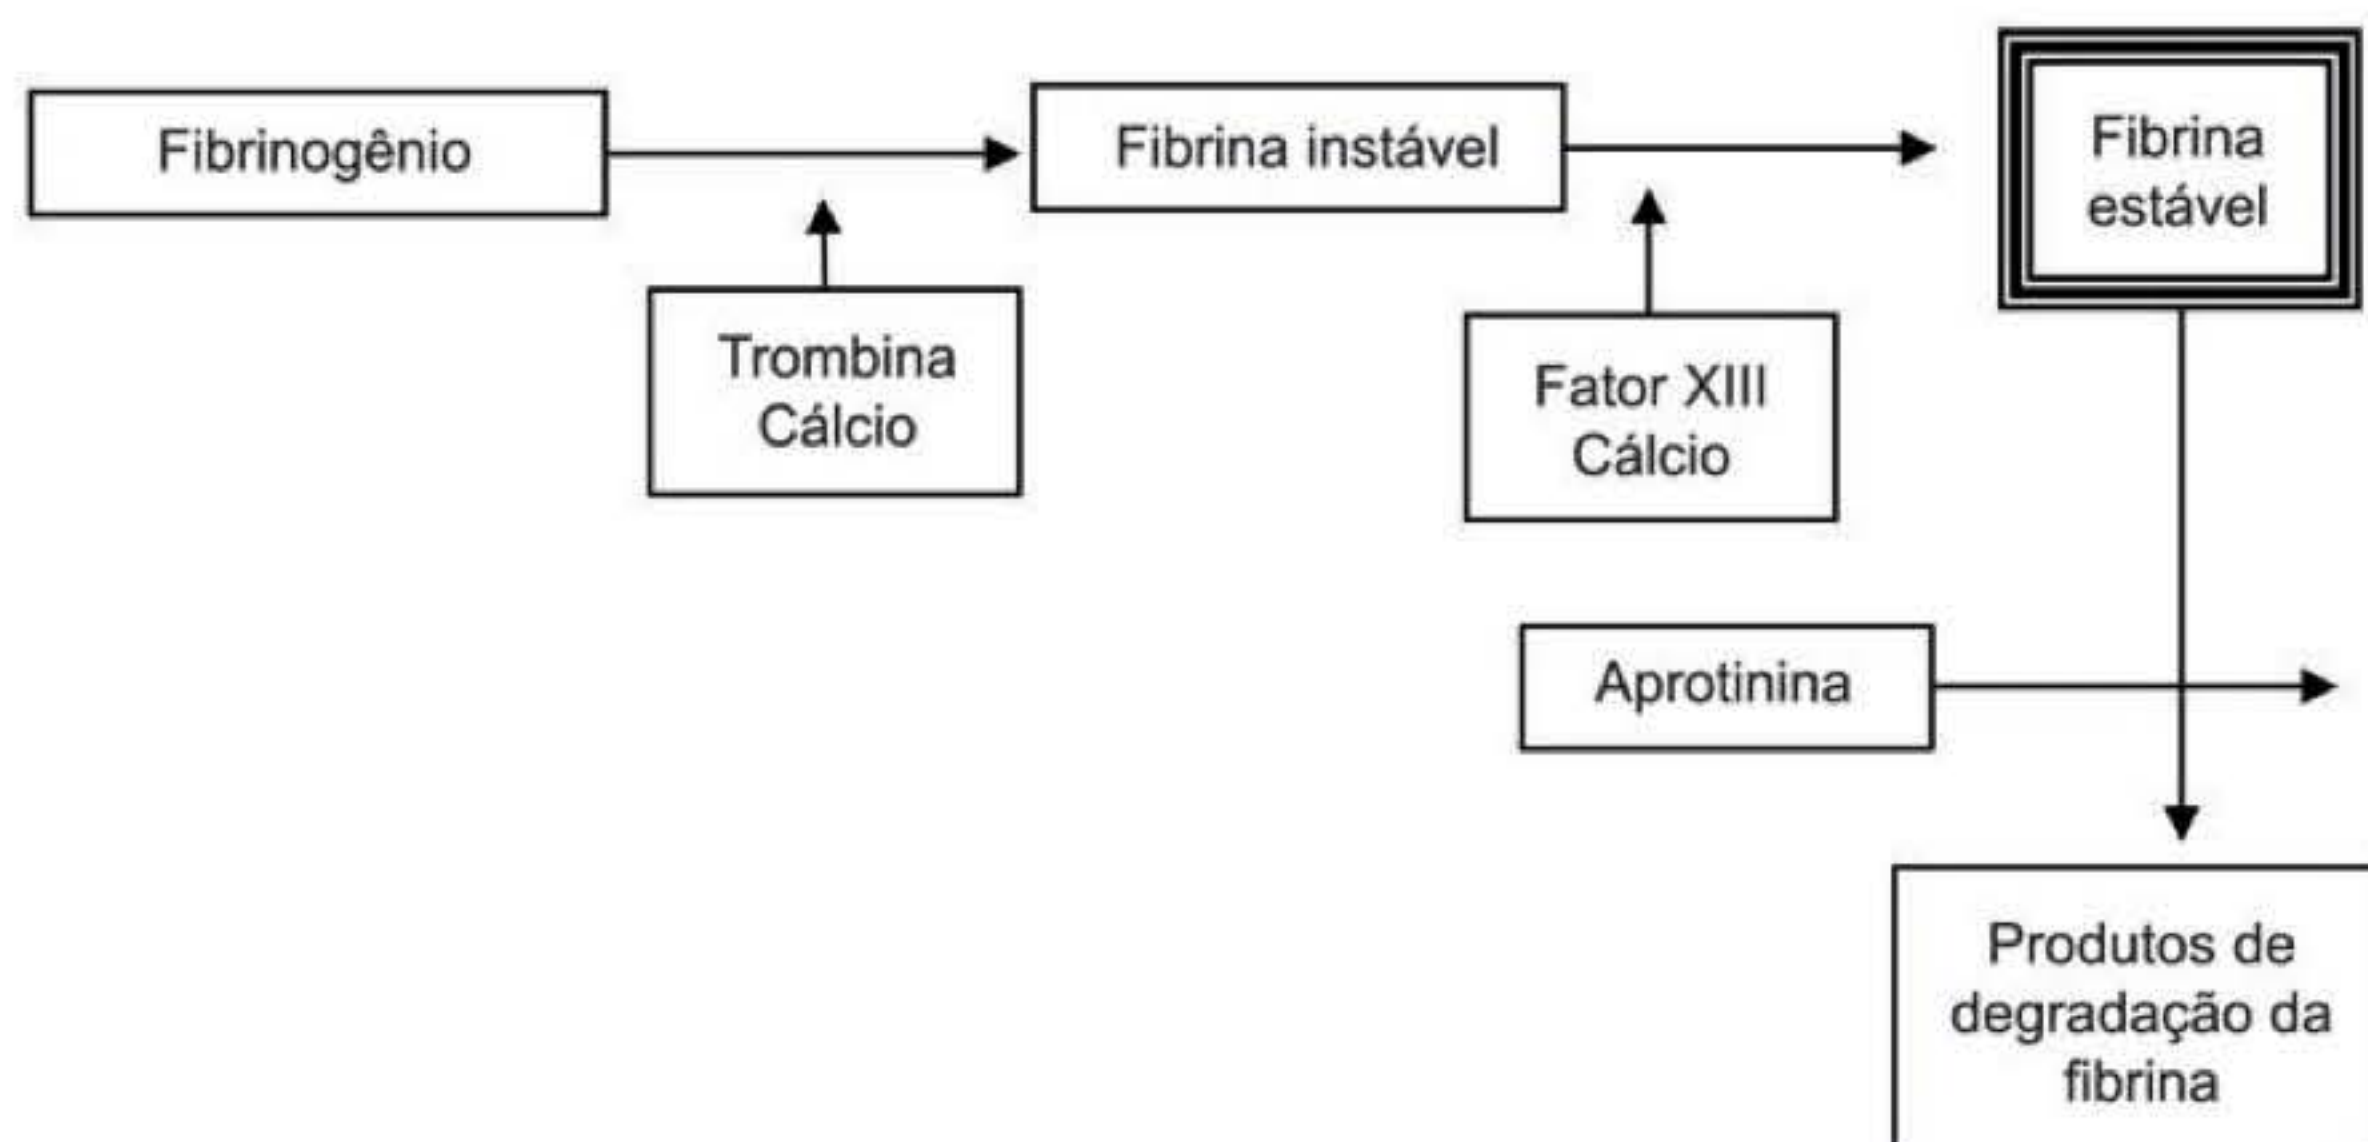 Fibrinogênio
Fibrina instável
Fibrina
estável
Trombina
Cálcio
Fator XIII
Cálcio
Aprotinina
Produtos de
degradação da
fibrina